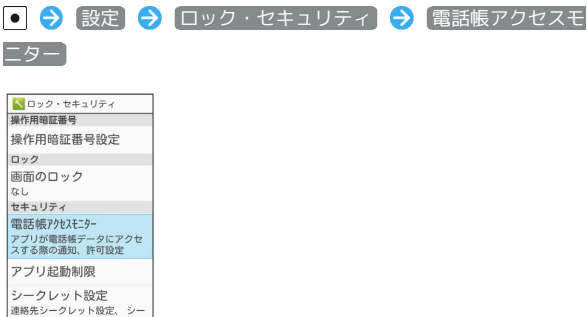 設定 ロック・セキュリティ 電話帳アクセスモ
ニター
ロック・セキュリティ
操作用暗証番号
操作用暗証番号設定
ロック
画面のロック
なし
セキュリティ
電話帳ｱｸｾｽﾓﾆﾀｰ
アプリが電話帳データにアクセ
スする際の通知、許可設定
アプリ起動制限
シークレット設定
連絡先シークレット設定、シー